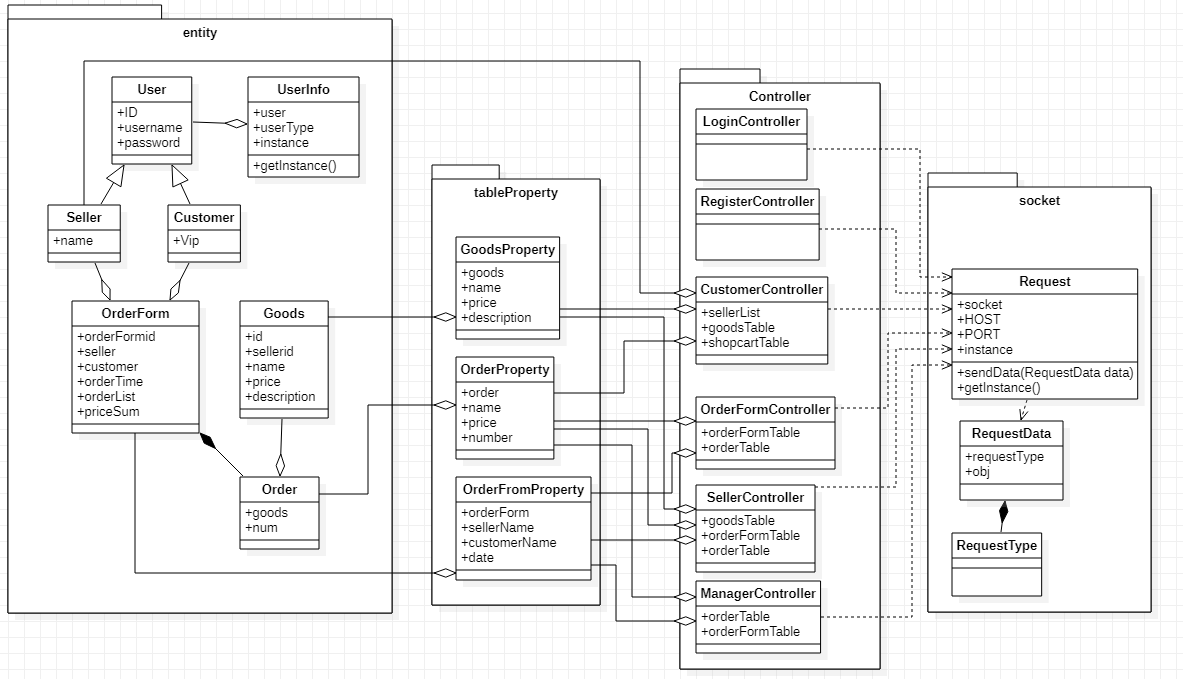 entity
User
+ID
+username
+password
UserInfo
+user
+userType
+instance
+getInstance()
Seller
+name
Customer
+Vip
OrderForm
+orderFormid
+seller
+customer
+orderTime
+orderList
+priceSum
Goods
+id
+sellerid
+name
+price
+description
Order
+goods
+num
tableProperty
GoodsProperty
+goods
+name
+price
+description
OrderProperty
+order
+name
+price
+number
OrderFromProperty
+orderForm
+sellerName
+customerName
+date
Controller
LoginController
RegisterController
CustomerController
+sellerList
+goodsTable
+shopcartTable
OrderFormController
+orderFormTable
+orderTable
SellerController
+goodsTable
+orderFormTable
+orderTable
ManagerController
+orderTable
+orderFormTable
socket
Request
+socket
+HOST
+PORT
+instance
+sendData(RequestData data)
+getInstance()
RequestData
+requestType
+obj
RequestType